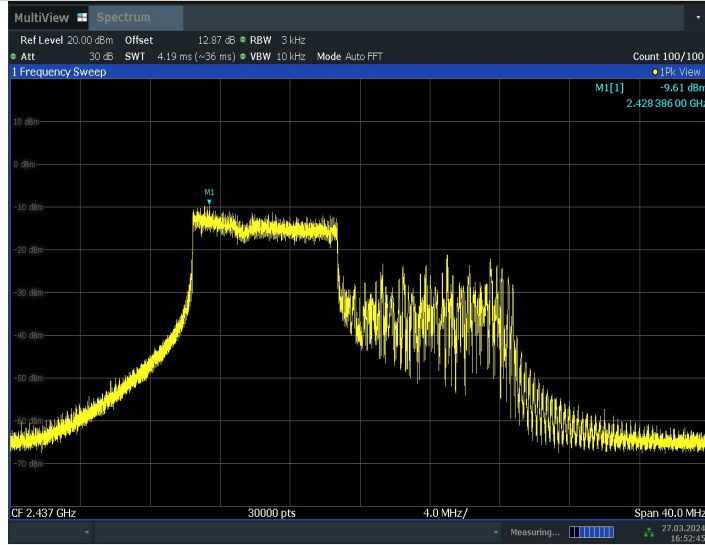 MultiView Spectrum
Ref Level 20.00 dBm Offset 12.87 dB RBW 3 kHz
Att 30 dB SWT 4.19 ms (~36 ms) VBW 10 kHz Mode Auto FFT Count 100/100
1 Frequency Sweep 1Pk View
M1[1] -9.61 dBm
2.428 386 00 GHz
10 dBm
0 dBm
M1
-10 dBm
-20 dBm
-30 dBm
-40 dBm
-50 dBm
-60 dBm
-70 dBm
CF 2.437 GHz 30000 pts 4.0 MHz/ Span 40.0 MHz
Measuring... 27.03.2024
16:52:45